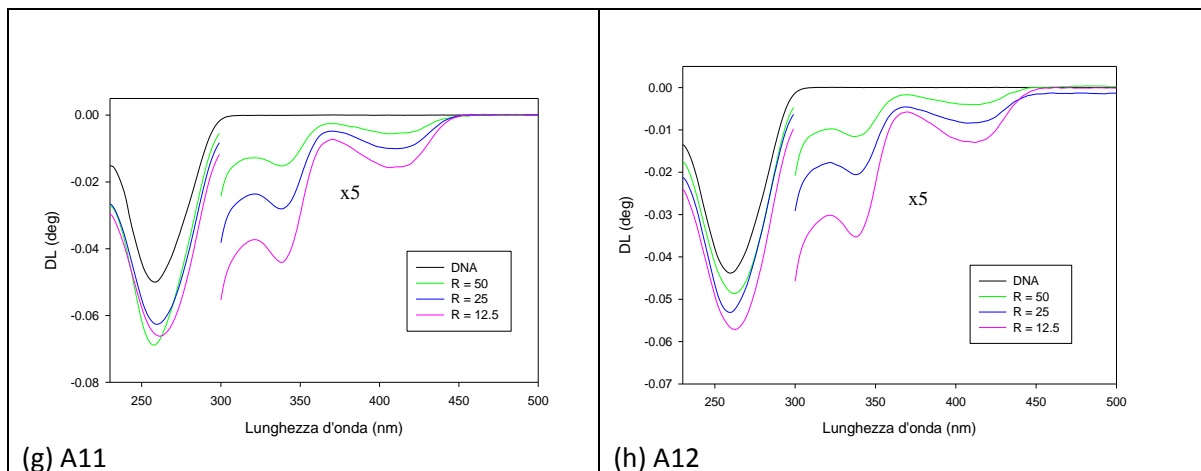 0.00
-0.02
-0.04
-0.06
-0.08
DL (deg)
x5
DNA
R = 50
R = 25
R = 12.5
250 300 350 400 450 500
Lunghezza d'onda (nm)
(g) A11
0.00
-0.01
-0.02
-0.03
-0.04
-0.05
-0.06
-0.07
DL (deg)
x5
DNA
R = 50
R = 25
R = 12.5
250 300 350 400 450 500
Lunghezza d'onda (nm)
(h) A12